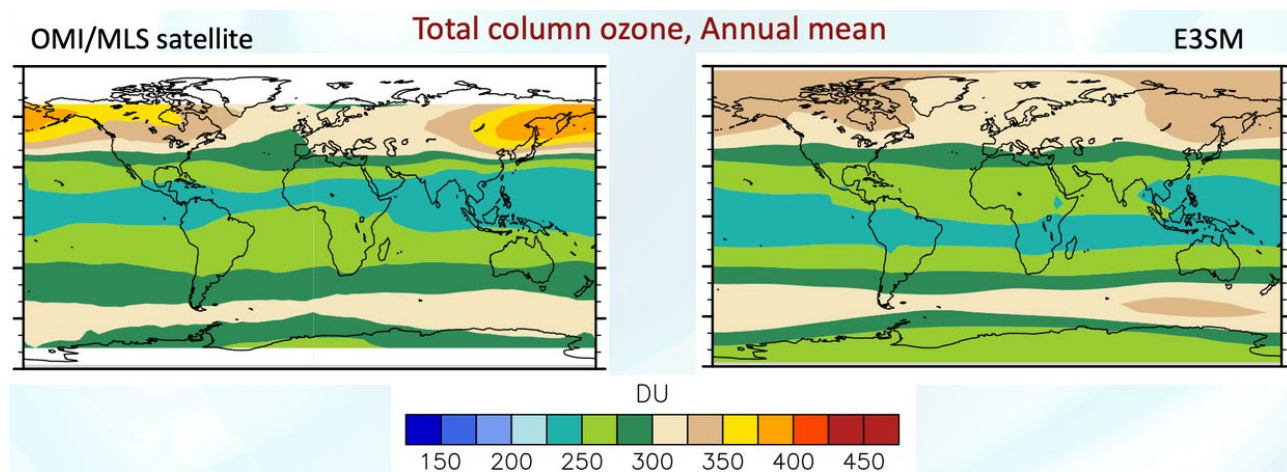 Total column ozone, Annual mean
OMI/MLS satellite
E3SM
DU
150 200 250 300 350 400 450